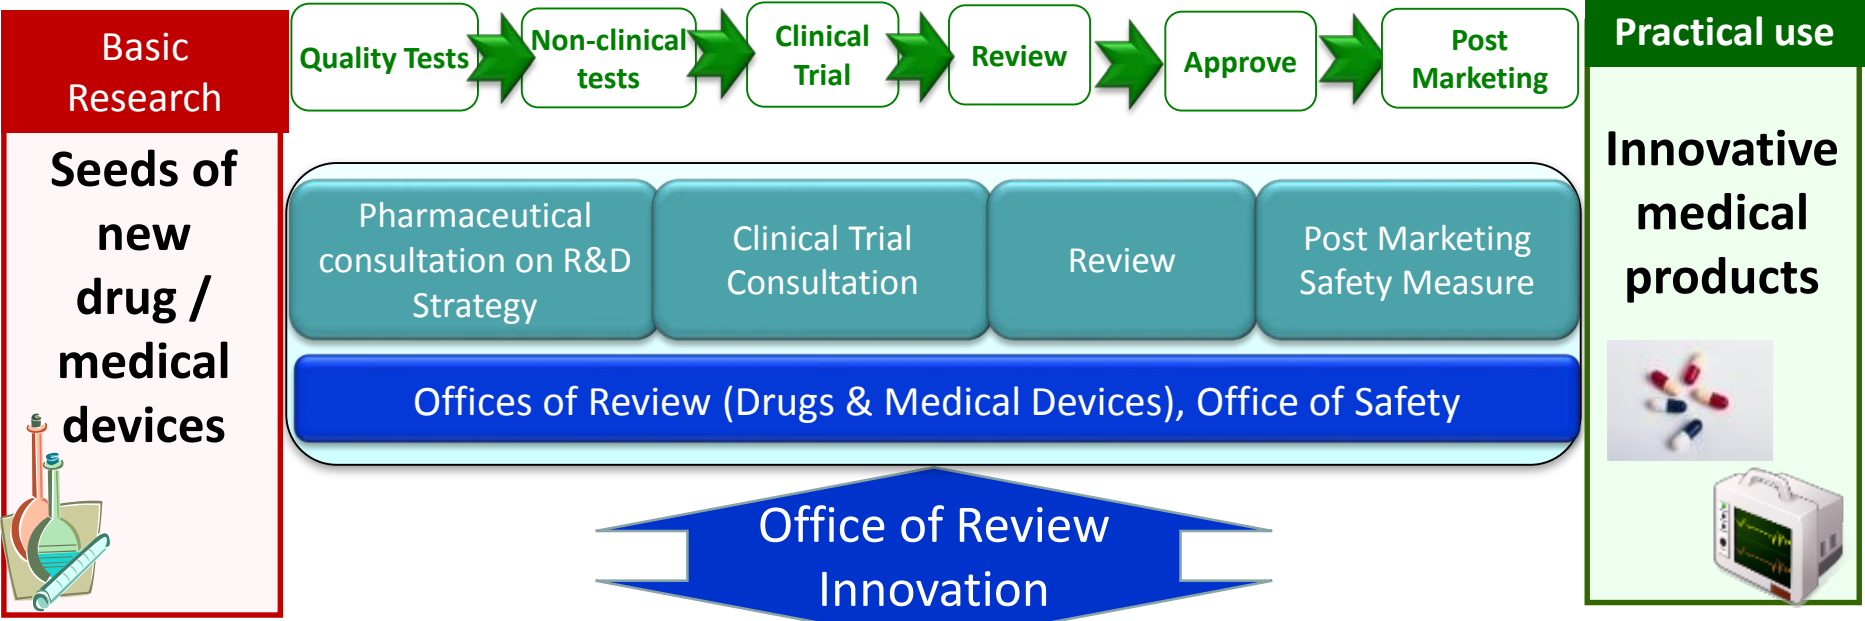 Basic
Research
Seeds of
new
drug /
medical
devices
Quality Tests
Non-clinical
tests
Clinical
Trial
Review
Approve
Post
Marketing
Pharmaceutical
consultation on R&D
Strategy
Clinical Trial
Consultation
Review
Post Marketing
Safety Measure
Offices of Review (Drugs & Medical Devices), Office of Safety
Office of Review
Innovation
Practical use
Innovative
medical
products